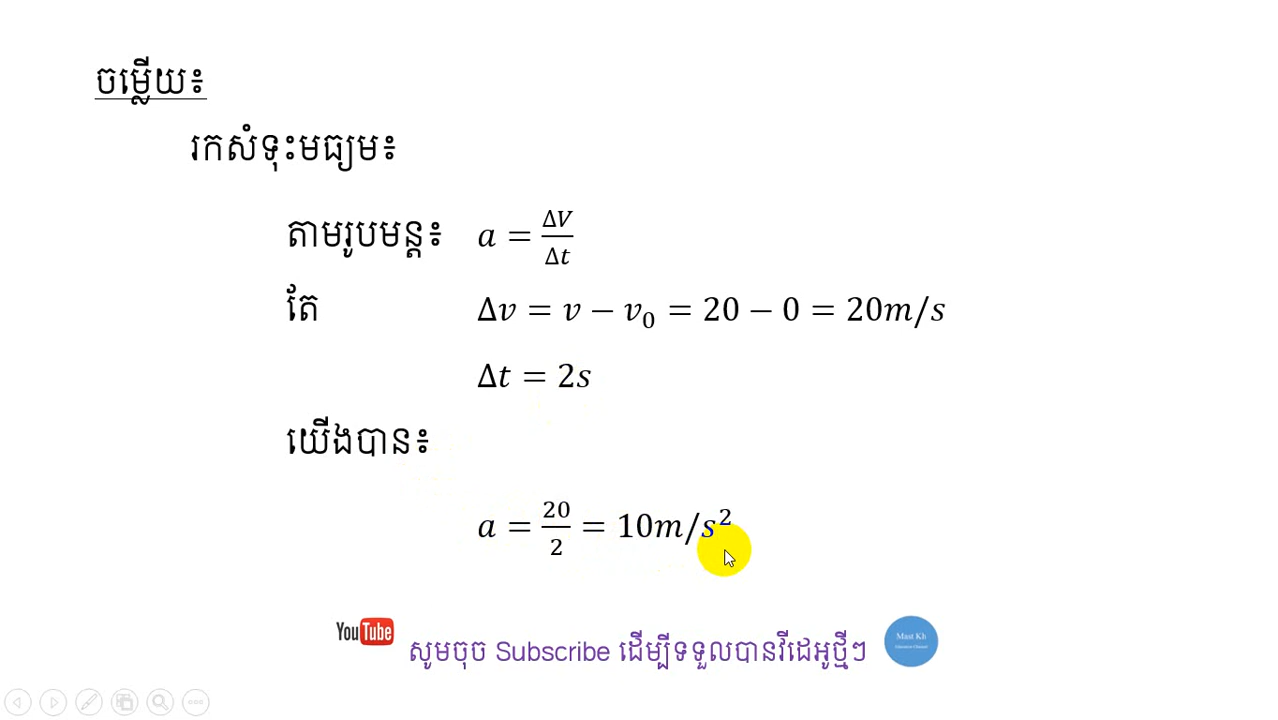 ចម្លើយ៖
រកសំទុះមធ្យម៖
តាមរូបមន្ត៖ a = ΔV/Δt
តែ Δv = v − v₀ = 20 − 0 = 20m/s
Δt = 2s
យើងបាន៖
a = 20/2 = 10m/s²
YouTube
សូមចុច Subscribe ដើម្បីទទួលបានវីដេអូថ្មីៗ
Maat Kh